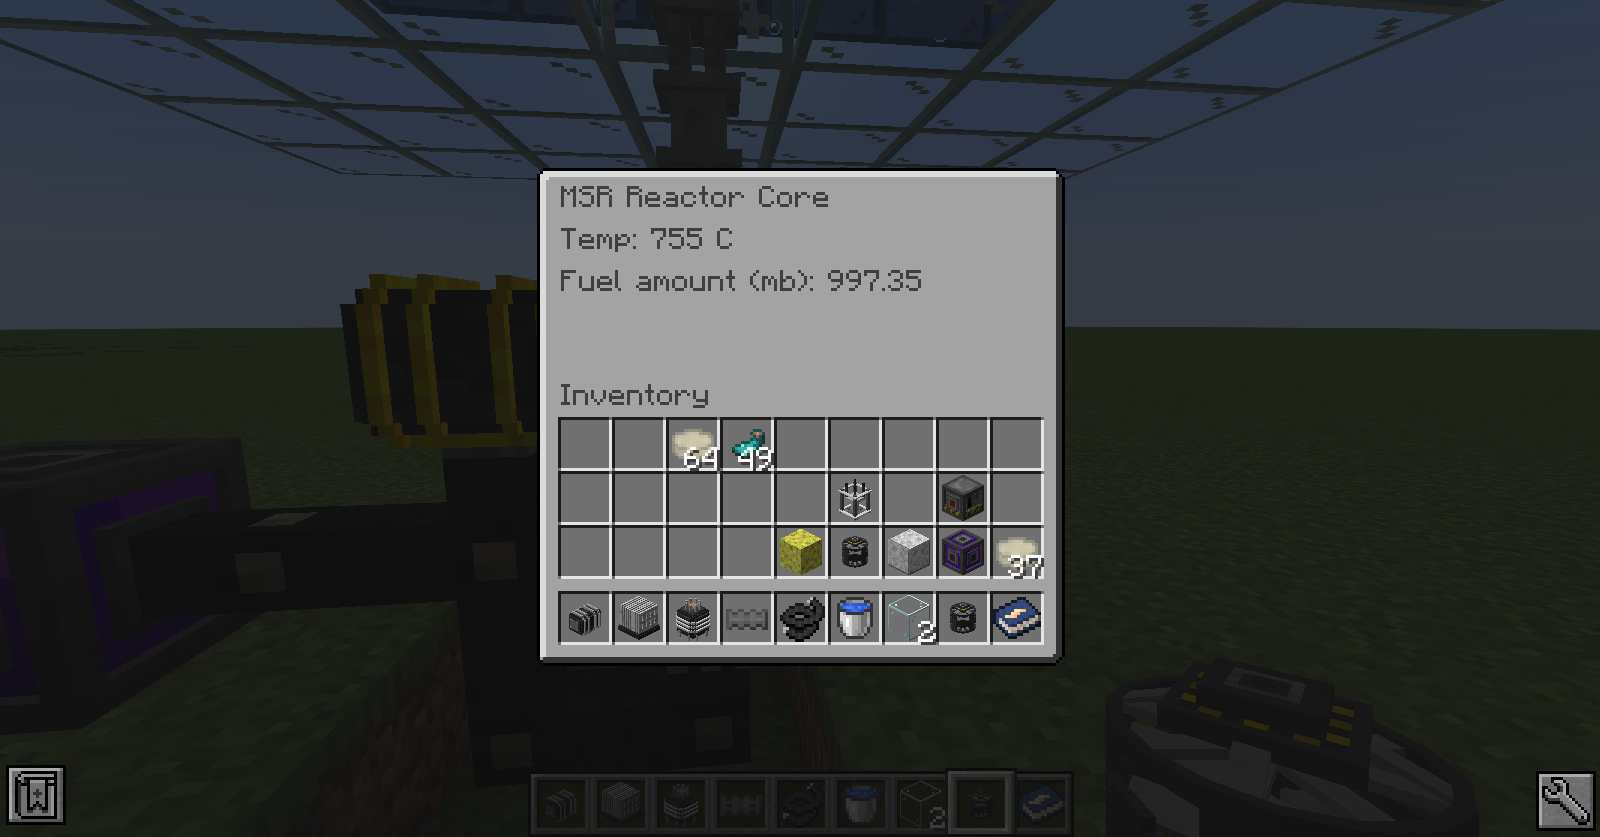 MSR Reactor Core
Temp: 755 C
Fuel amount (mb): 997.35
Inventory
64 49
37
2
2